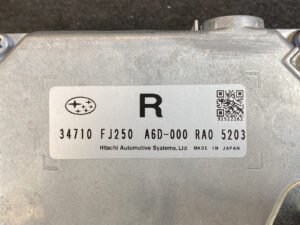 R
34710 FJ250 A6D-000 RA0 5203
Hitachi Automotive Systems, Ltd. MADE IN JAPAN